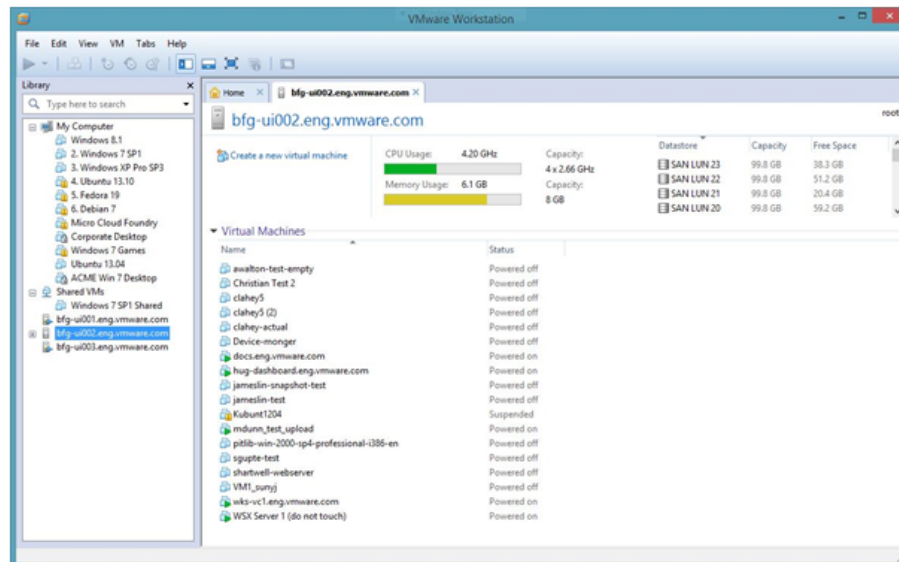 VMware Workstation
File Edit View VM Tabs Help
Library
Home
bfg-ui002.eng.vmware.com
Type here to search
My Computer
Windows 8.1
2. Windows 7 SP1
3. Windows XP Pro SP3
4. Ubuntu 13.10
5. Fedora 19
6. Debian 7
Micro Cloud Foundry
Corporate Desktop
Windows 7 Games
Ubuntu 13.04
ACME Win 7 Desktop
Shared VMs
Windows 7 SP1 Shared
bfg-ui001.eng.vmware.com
bfg-ui002.eng.vmware.com
bfg-ui003.eng.vmware.com
bfg-ui002.eng.vmware.com
root
Create a new virtual machine
CPU Usage: 4.20 GHz
Memory Usage: 6.1 GB
Capacity:
4 x 2.66 GHz
Capacity:
8 GB
Datastore Capacity Free Space
SAN LUN 23 99.8 GB 38.3 GB
SAN LUN 22 99.8 GB 51.2 GB
SAN LUN 21 99.8 GB 20.4 GB
SAN LUN 20 99.8 GB 59.2 GB
Virtual Machines
Name Status
awalton-test-empty Powered off
Christian Test 2 Powered off
clahey5 Powered off
clahey5 (2) Powered off
clahey-actual Powered off
Device-monger Powered off
docs.eng.vmware.com Powered on
hug-dashboard.eng.vmware.com Powered on
jameslin-snapshot-test Powered off
jameslin-test Powered off
Kubunt1204 Suspended
mdunn_test_upload Powered on
pitlib-win-2000-sp4-professional-i386-en Powered off
sgupte-test Powered off
shartwell-webserver Powered off
VM1_sunyj Powered off
wks-vc1.eng.vmware.com Powered on
WSX Server 1 (do not touch) Powered on